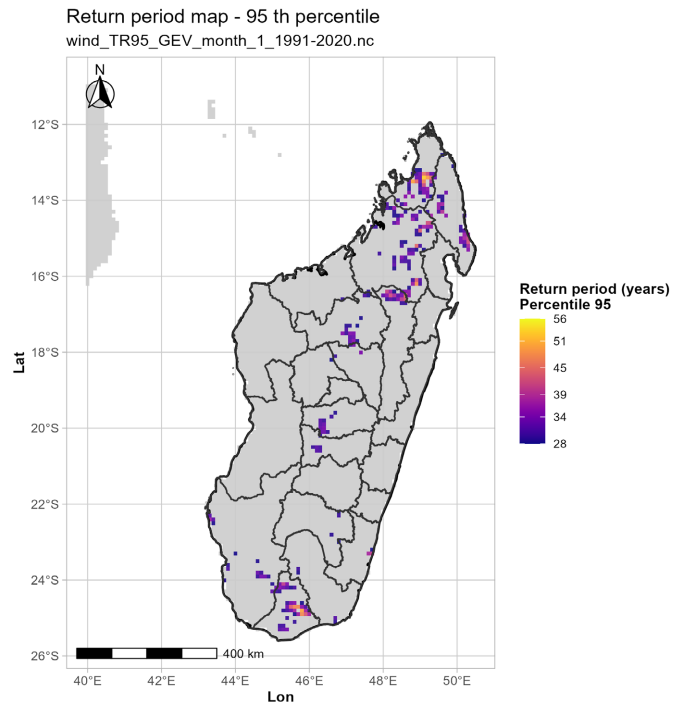 Return period map - 95 th percentile
wind_TR95_GEV_month_1_1991-2020.nc
N
12°S
14°S
16°S
18°S
20°S
22°S
24°S
26°S
Lat
400 km
40°E 42°E 44°E 46°E 48°E 50°E
Lon
Return period (years)
Percentile 95
56
51
45
39
34
28